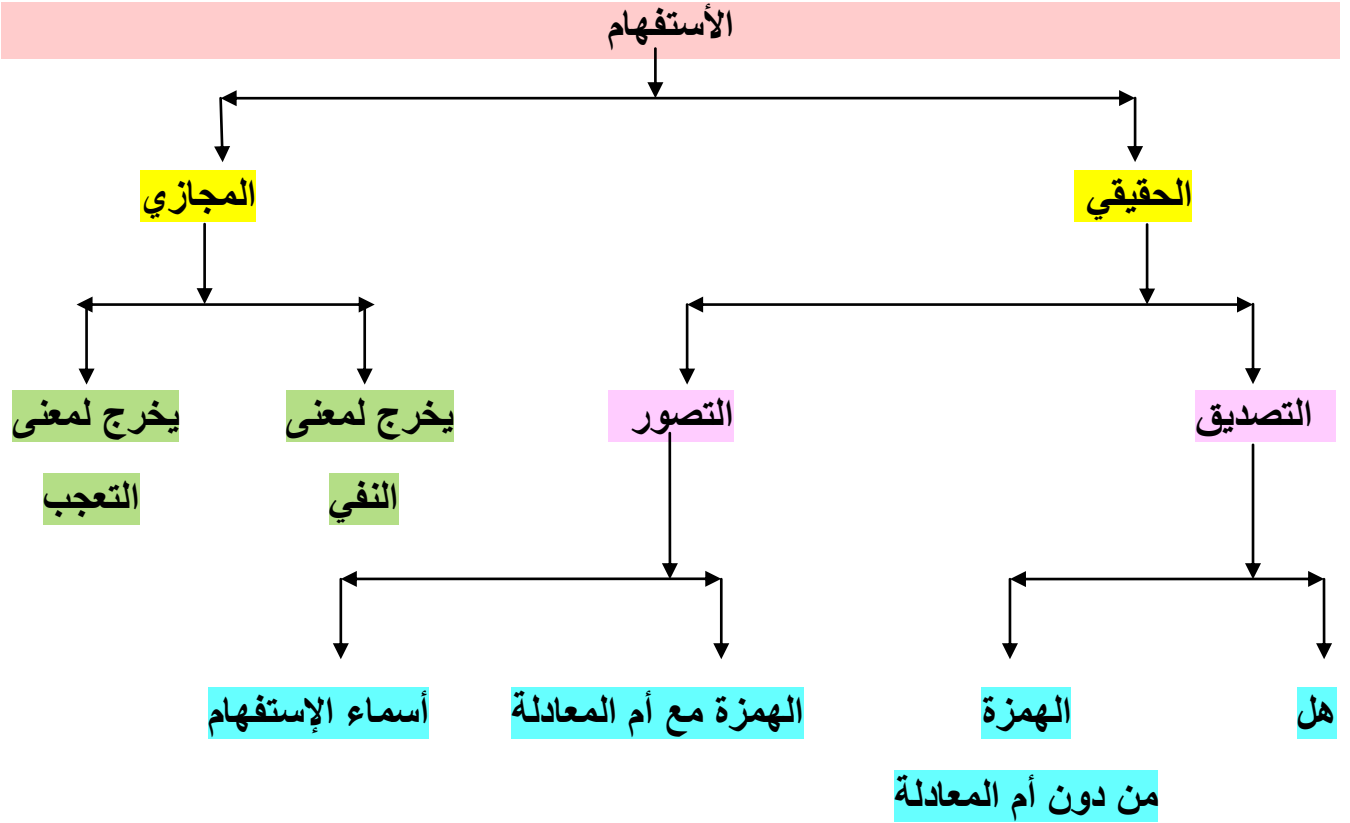 الأستفهام
الحقيقي
المجازي
التصديق
التصور
يخرج لمعنى
النفي
يخرج لمعنى
التعجب
هل
الهمزة
من دون أم المعادلة
الهمزة مع أم المعادلة
أسماء الإستفهام